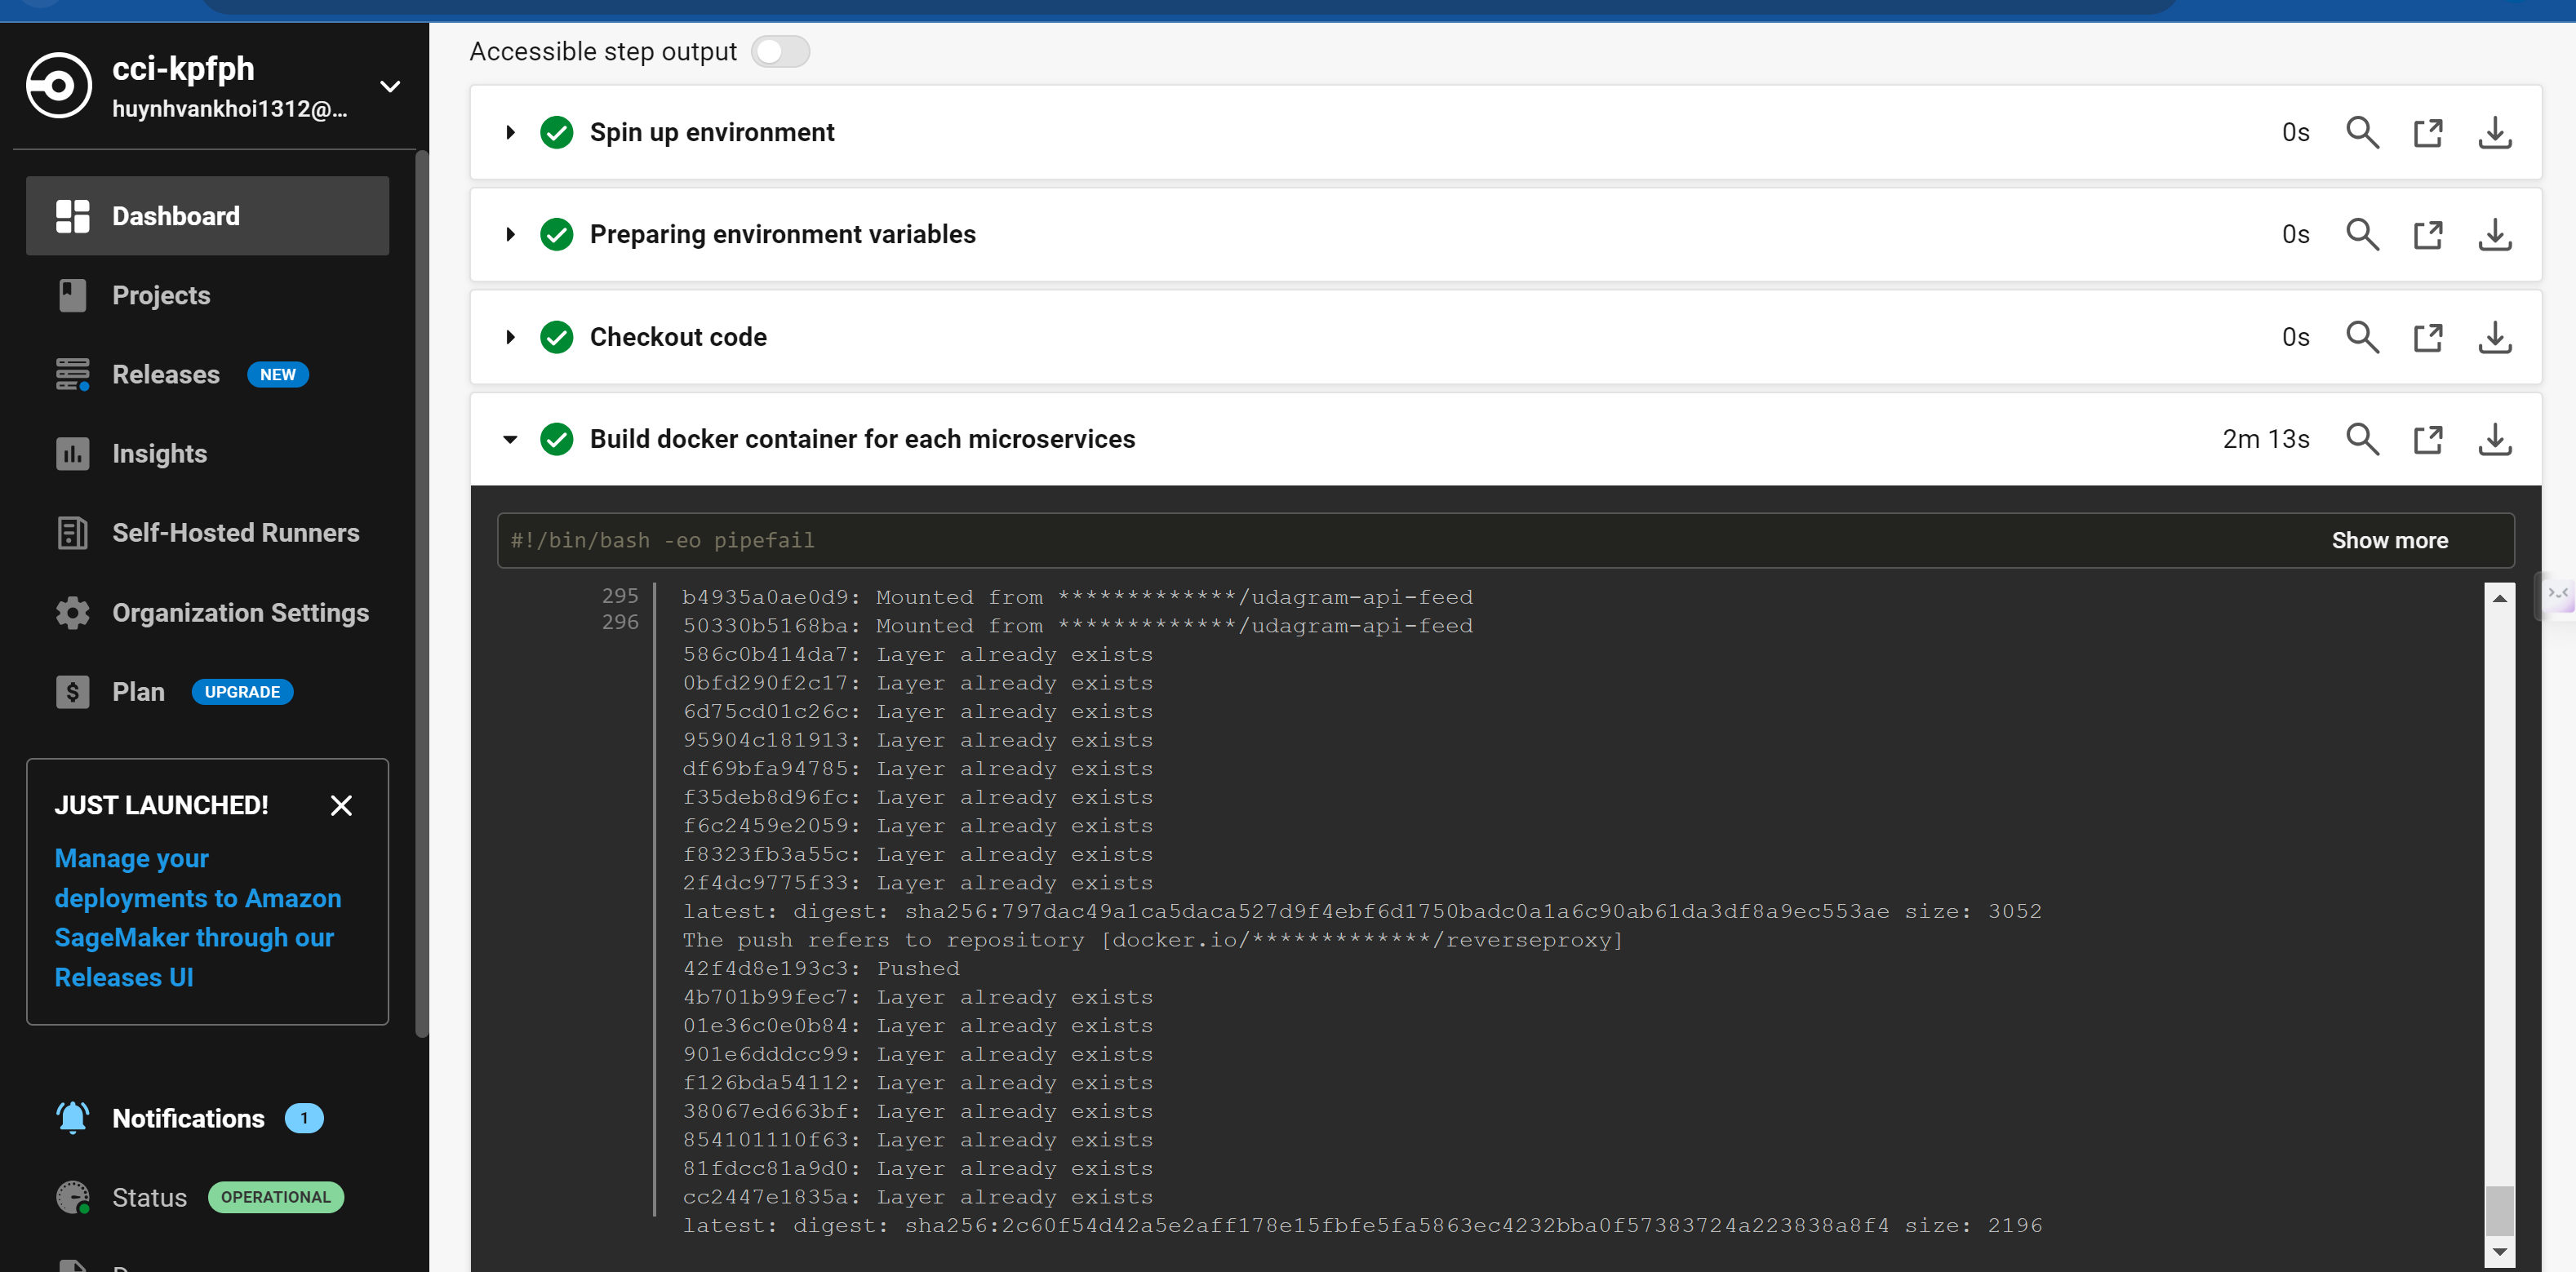 cci-kpfph
huynhvankhoi1312@...
Dashboard
Projects
Releases NEW
Insights
Self-Hosted Runners
Organization Settings
Plan UPGRADE
JUST LAUNCHED!
Manage your
deployments to Amazon
SageMaker through our
Releases UI
Notifications 1
Status OPERATIONAL
Accessible step output
Spin up environment 0s
Preparing environment variables 0s
Checkout code 0s
Build docker container for each microservices 2m 13s
#!/bin/bash -eo pipefail Show more
295 b4935a0ae0d9: Mounted from *************/udagram-api-feed
296 50330b5168ba: Mounted from *************/udagram-api-feed
586c0b414da7: Layer already exists
0bfd290f2c17: Layer already exists
6d75cd01c26c: Layer already exists
95904c181913: Layer already exists
df69bfa94785: Layer already exists
f35deb8d96fc: Layer already exists
f6c2459e2059: Layer already exists
f8323fb3a55c: Layer already exists
2f4dc9775f33: Layer already exists
latest: digest: sha256:797dac49a1ca5daca527d9f4ebf6d1750badc0a1a6c90ab61da3df8a9ec553ae size: 3052
The push refers to repository [docker.io/*************/reverseproxy]
42f4d8e193c3: Pushed
4b701b99fec7: Layer already exists
01e36c0e0b84: Layer already exists
901e6dddcc99: Layer already exists
f126bda54112: Layer already exists
38067ed663bf: Layer already exists
854101110f63: Layer already exists
81fdcc81a9d0: Layer already exists
cc2447e1835a: Layer already exists
latest: digest: sha256:2c60f54d42a5e2aff178e15fbfe5fa5863ec4232bba0f57383724a223838a8f4 size: 2196